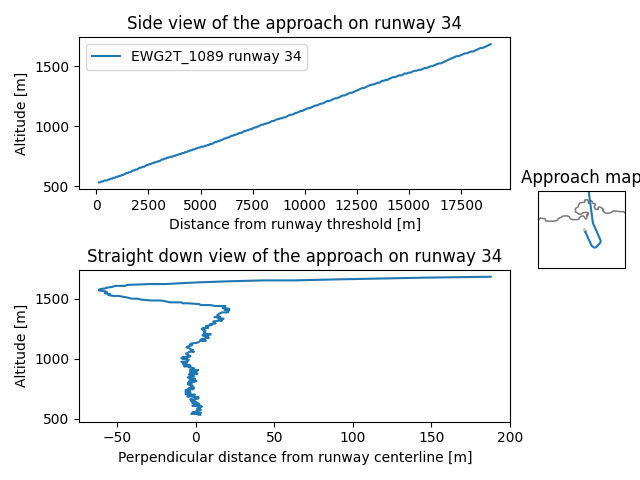 Side view of the approach on runway 34
EWG2T_1089 runway 34
Altitude [m]
1500
1000
500
0
2500
5000
7500
10000
12500
15000
17500
Distance from runway threshold [m]
Approach map
Straight down view of the approach on runway 34
Altitude [m]
1500
1000
500
−50
0
50
100
150
200
Perpendicular distance from runway centerline [m]